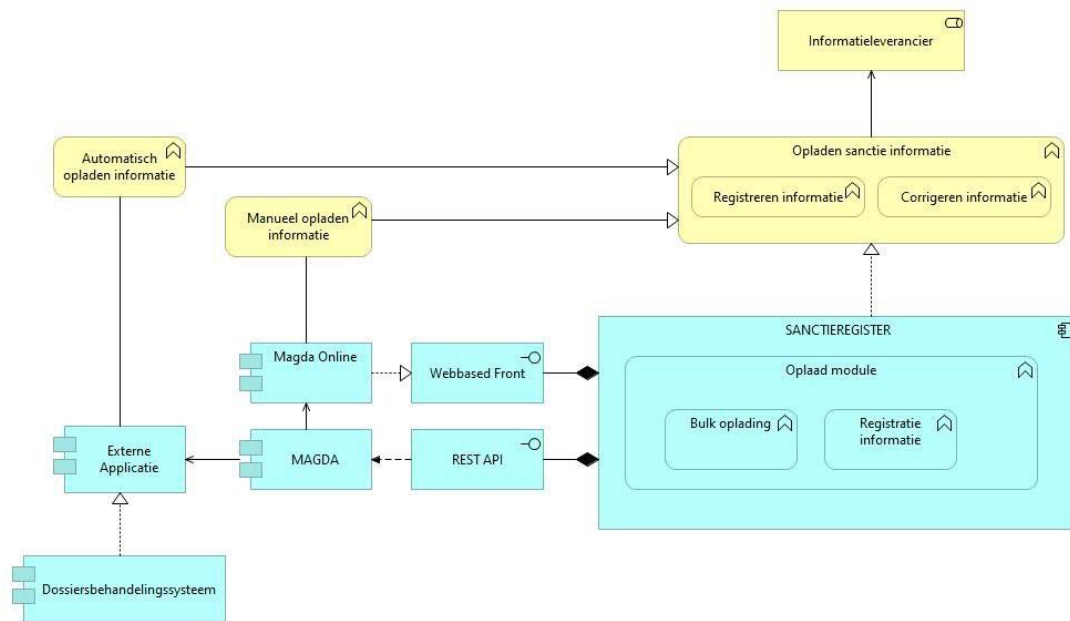 Informatieleverancier
Automatisch
opladen informatie
Opladen sanctie informatie
Registreren informatie
Corrigeren informatie
Manueel opladen
informatie
SANCTIEREGISTER
Magda Online
Webbased Front
Oplaad module
Bulk oplading
Registratie
informatie
Externe
Applicatie
MAGDA
REST API
Dossiersbehandelingssysteem